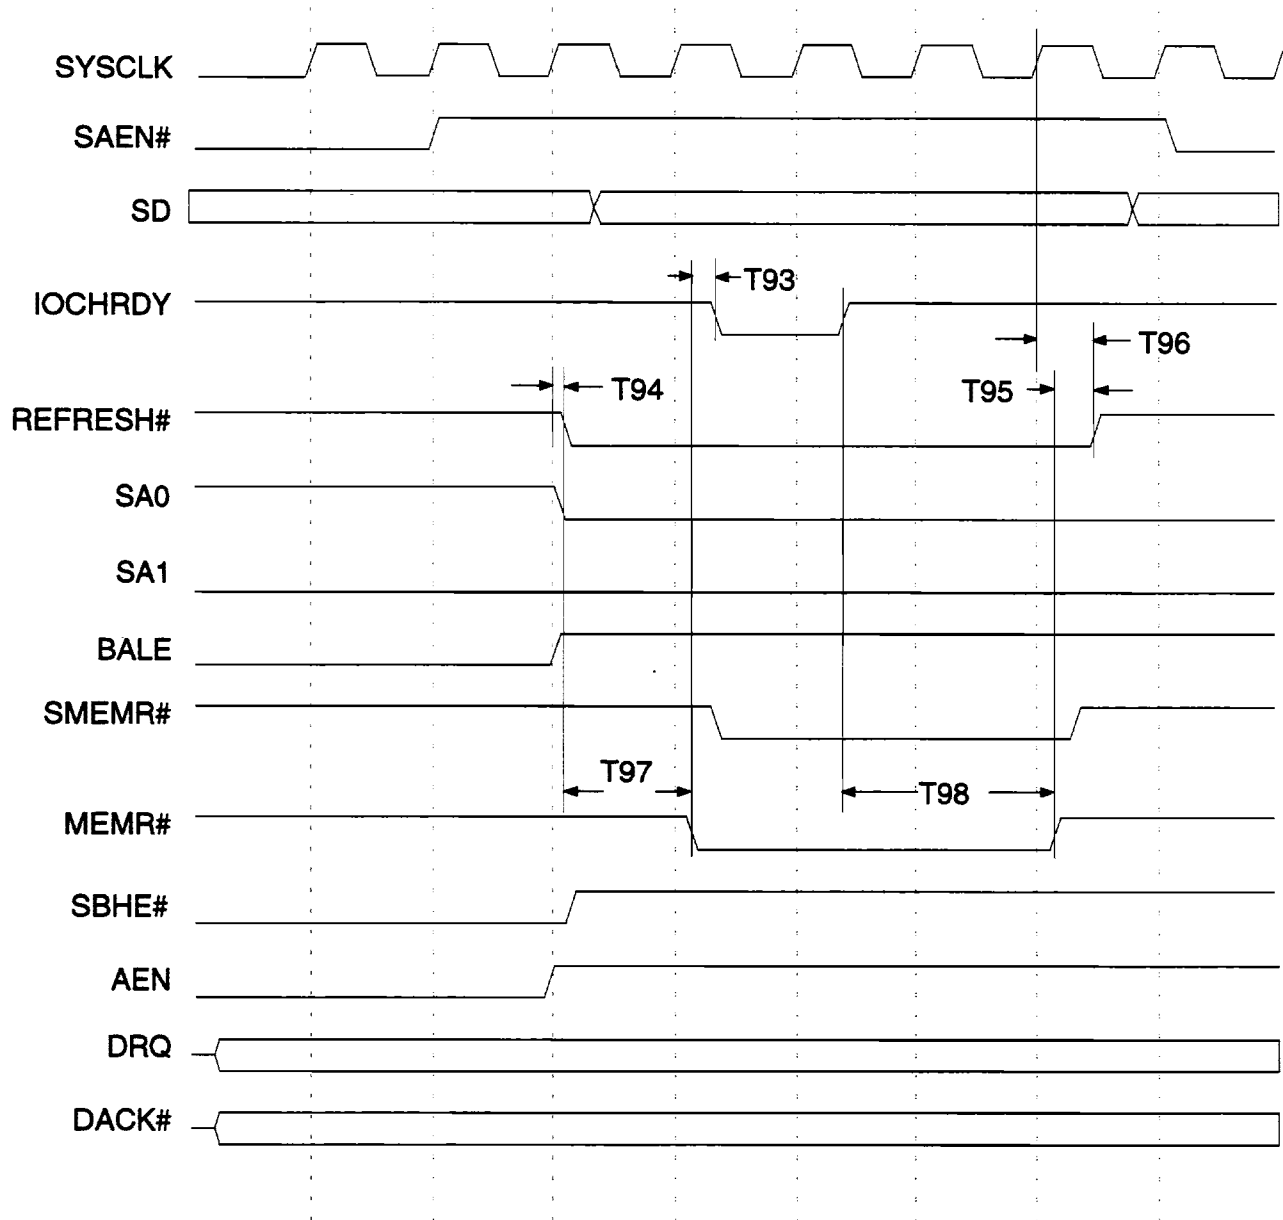 SYSCLK
SAEN#
SD
IOCHRDY
T93
T96
T94
T95
REFRESH#
SA0
SA1
BALE
SMEMR#
T97
T98
MEMR#
SBHE#
AEN
DRQ
DACK#